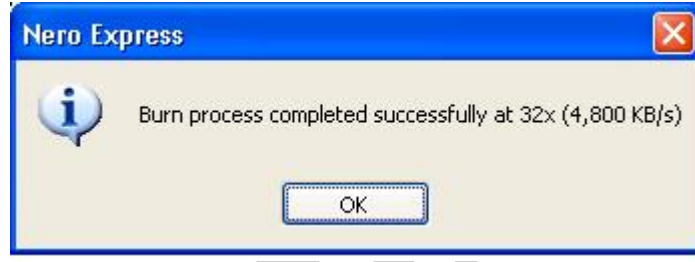 Nero Express
Burn process completed successfully at 32x (4,800 KB/s)
OK